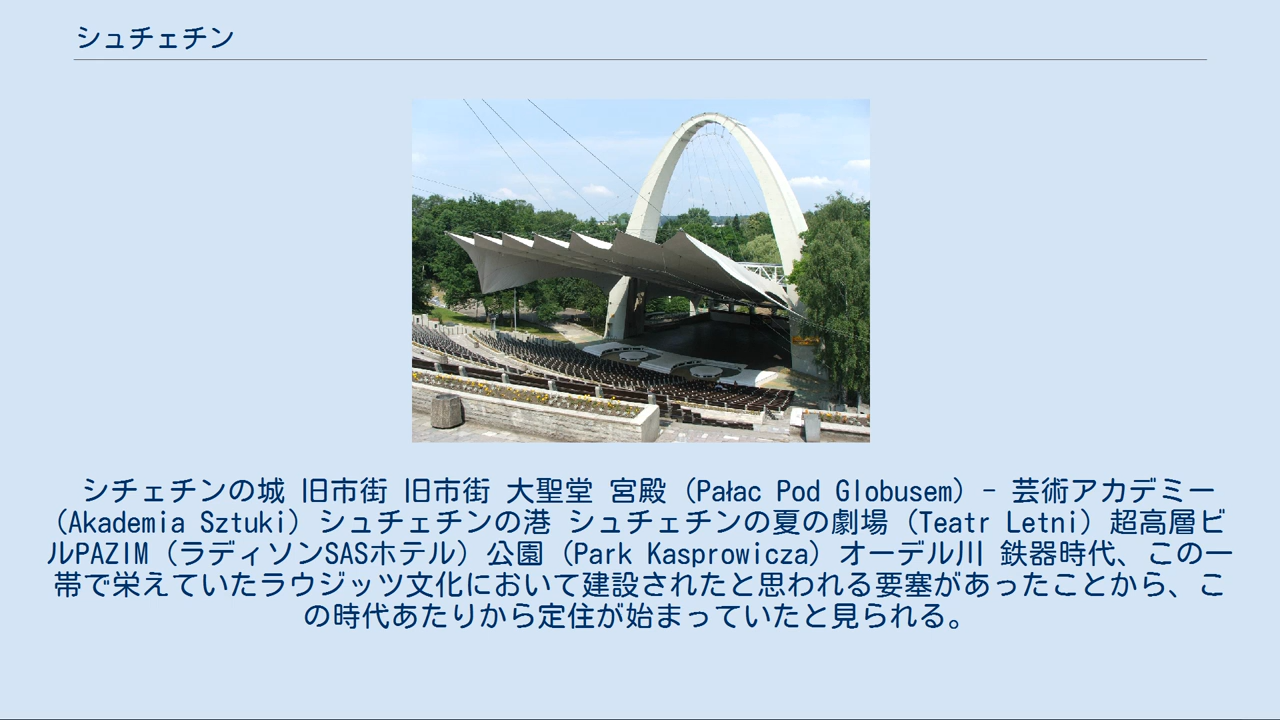 シュチェチン
シチェチンの城 旧市街 旧市街 大聖堂 宮殿（Pałac Pod Globusem）- 芸術アカデミー
（Akademia Sztuki）シュチェチンの港 シュチェチンの夏の劇場（Teatr Letni）超高層ビ
ルPAZIM（ラディソンSASホテル）公園（Park Kasprowicza）オーデル川 鉄器時代、この一
帯で栄えていたラウジッツ文化において建設されたと思われる要塞があったことから、こ
の時代あたりから定住が始まっていたと見られる。